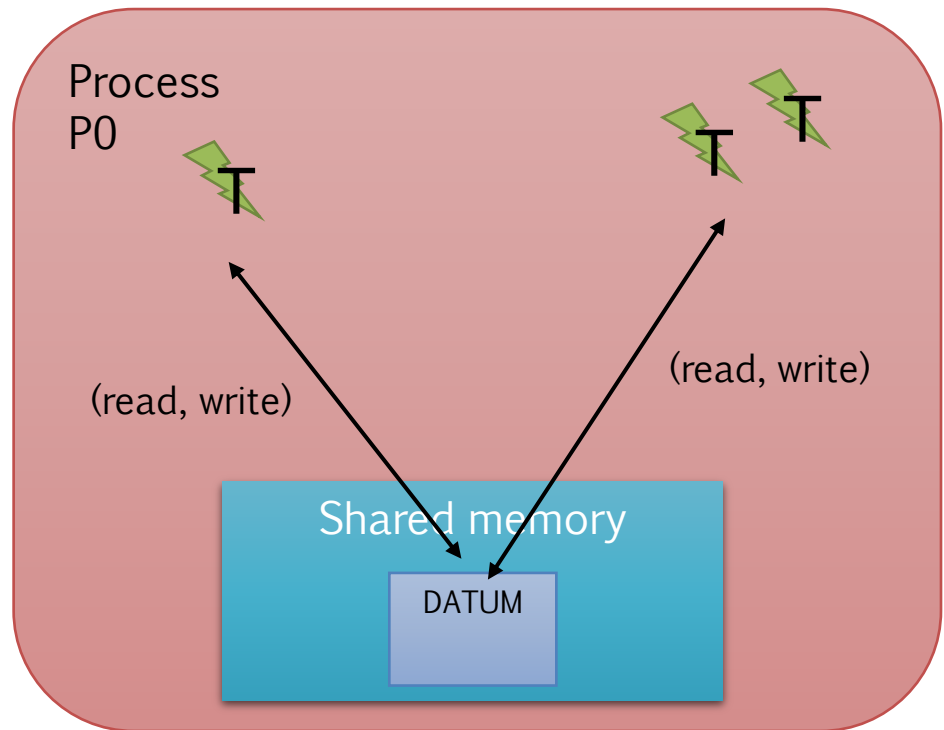 Process
P0
T
T
T
(read, write)
(read, write)
Shared memory
DATUM